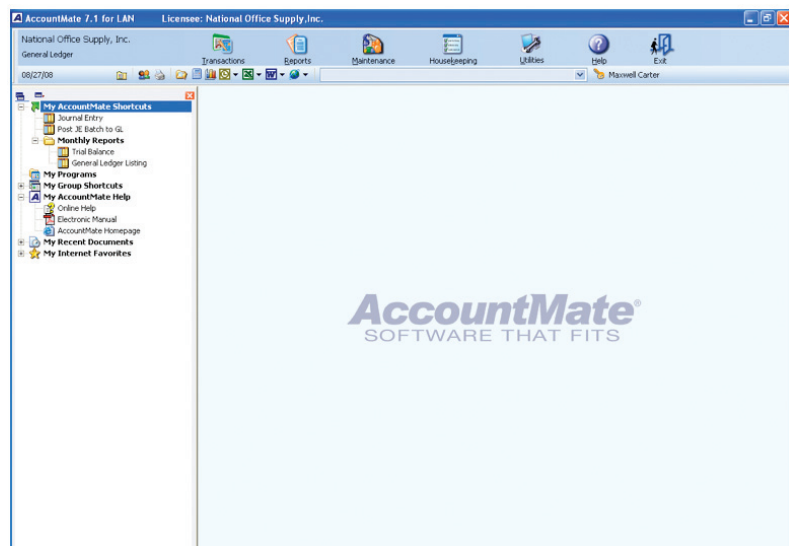 AccountMate 7.1 for LAN Licensee: National Office Supply,Inc.
National Office Supply, Inc.
General Ledger
Transactions Reports Maintenance Housekeeping Utilities Help Exit
08/27/08 Maxwell Carter
My AccountMate Shortcuts
Journal Entry
Post JE Batch to GL
Monthly Reports
Trial Balance
General Ledger Listing
My Programs
My Group Shortcuts
My AccountMate Help
Online Help
Electronic Manual
AccountMate Homepage
My Recent Documents
My Internet Favorites
AccountMate®
SOFTWARE THAT FITS